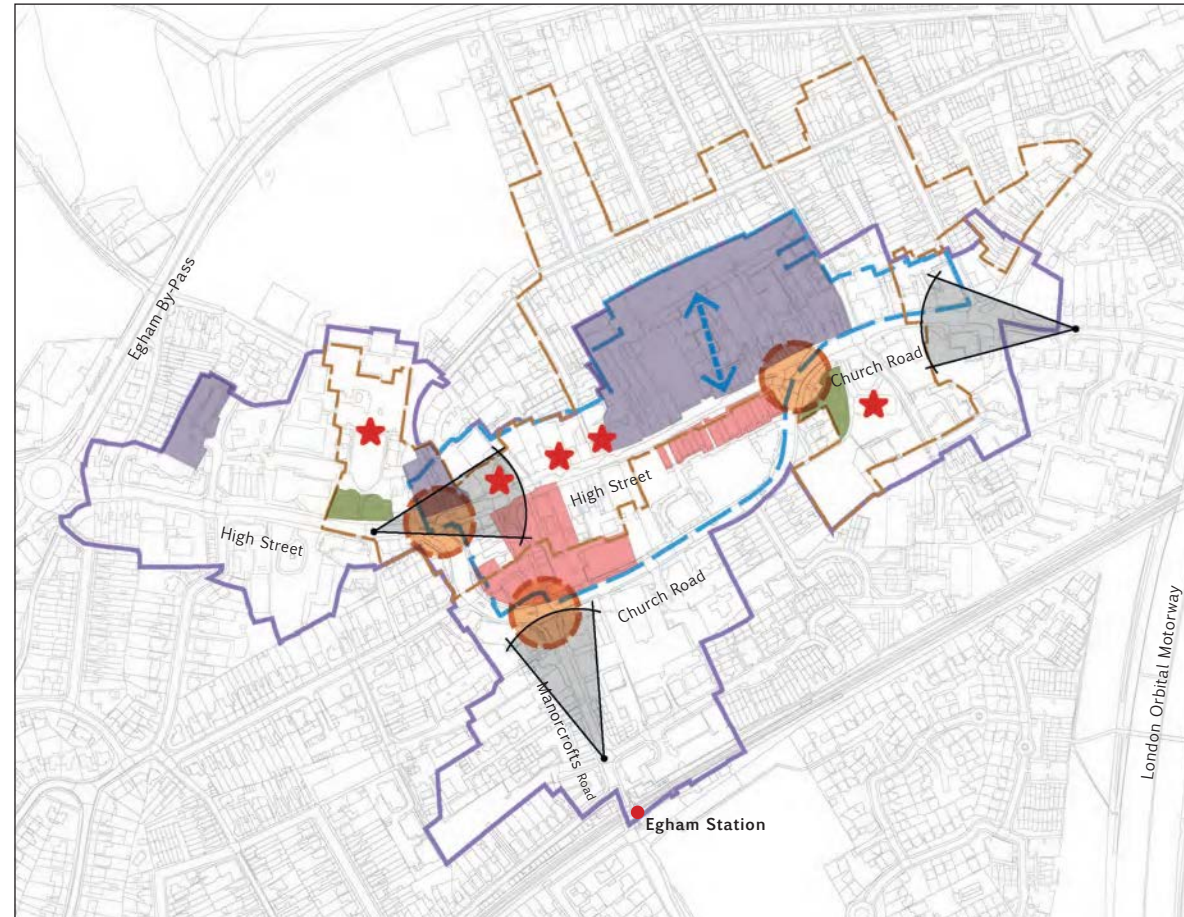 Egham By-Pass
Church Road
High Street
High Street
Church Road
Manorcrofts Road
Egham Station
London Orbital Motorway